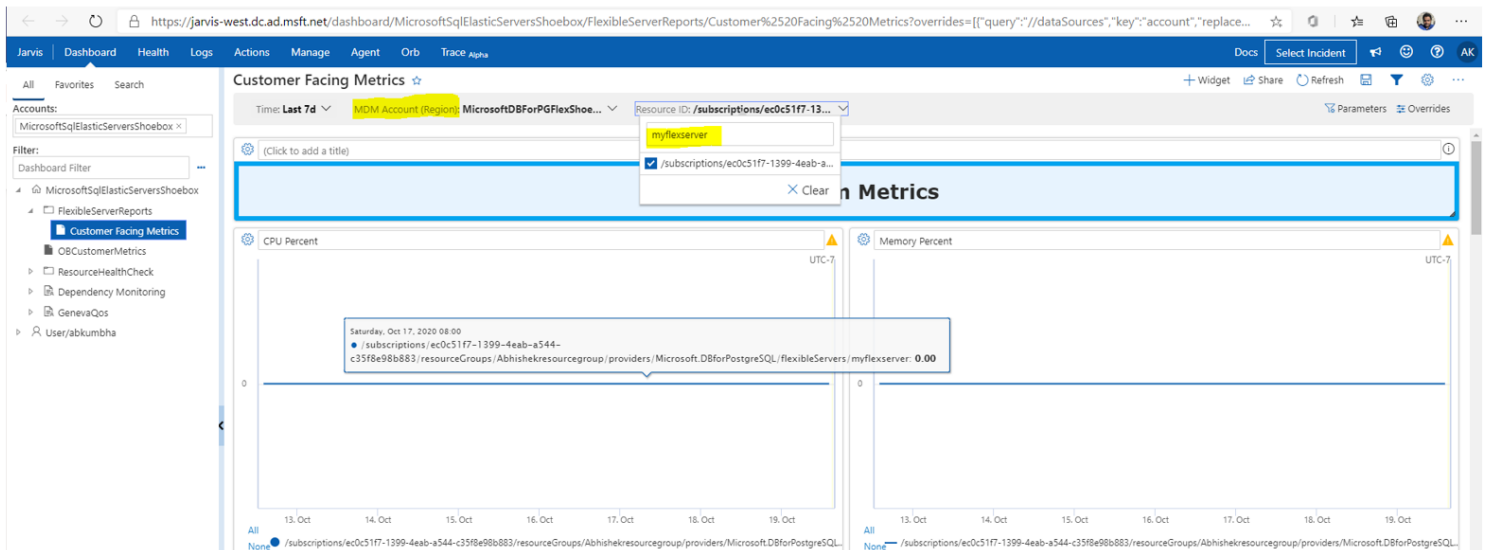 https://jarvis-west.dc.ad.msft.net/dashboard/MicrosoftSqlElasticServersShoebox/FlexibleServerReports/Customer%2520Facing%2520Metrics?overrides=[{"query":"//dataSources","key":"account","replace...
Jarvis Dashboard Health Logs Actions Manage Agent Orb Trace Alpha Docs Select Incident AK
All Favorites Search
Customer Facing Metrics
Widget Share Refresh
Accounts:
MicrosoftSqlElasticServersShoebox ×
Time: Last 7d MDM Account (Region): MicrosoftDBForPGFlexShoe... Resource ID: /subscriptions/ec0c51f7-13... Parameters Overrides
myflexserver
/subscriptions/ec0c51f7-1399-4eab-a...
Clear
Filter:
Dashboard Filter
MicrosoftSqlElasticServersShoebox
FlexibleServerReports
Customer Facing Metrics
OBCustomerMetrics
ResourceHealthCheck
Dependency Monitoring
GenevaQos
User/abkumbha
(Click to add a title)
Metrics
CPU Percent
UTC-7
Saturday, Oct 17, 2020 08:00
/subscriptions/ec0c51f7-1399-4eab-a544-
c35f8e98b883/resourceGroups/Abhishekresourcegroup/providers/Microsoft.DBforPostgreSQL/flexibleServers/myflexserver: 0.00
0
13. Oct 14. Oct 15. Oct 16. Oct 17. Oct 18. Oct 19. Oct
All
None
/subscriptions/ec0c51f7-1399-4eab-a544-c35f8e98b883/resourceGroups/Abhishekresourcegroup/providers/Microsoft.DBforPostgreSQL...
Memory Percent
UTC-7
0
13. Oct 14. Oct 15. Oct 16. Oct 17. Oct 18. Oct 19. Oct
All
None
/subscriptions/ec0c51f7-1399-4eab-a544-c35f8e98b883/resourceGroups/Abhishekresourcegroup/providers/Microsoft.DBforPostgreSQL...